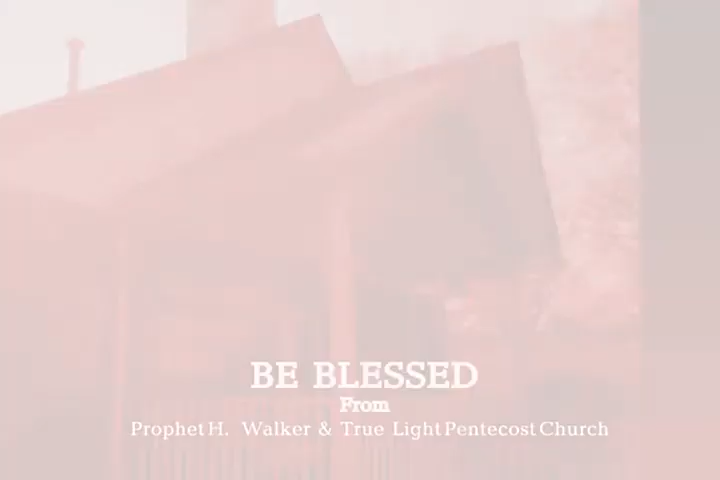 BE BLESSED
From
Prophet H. Walker & True Light Pentecost Church